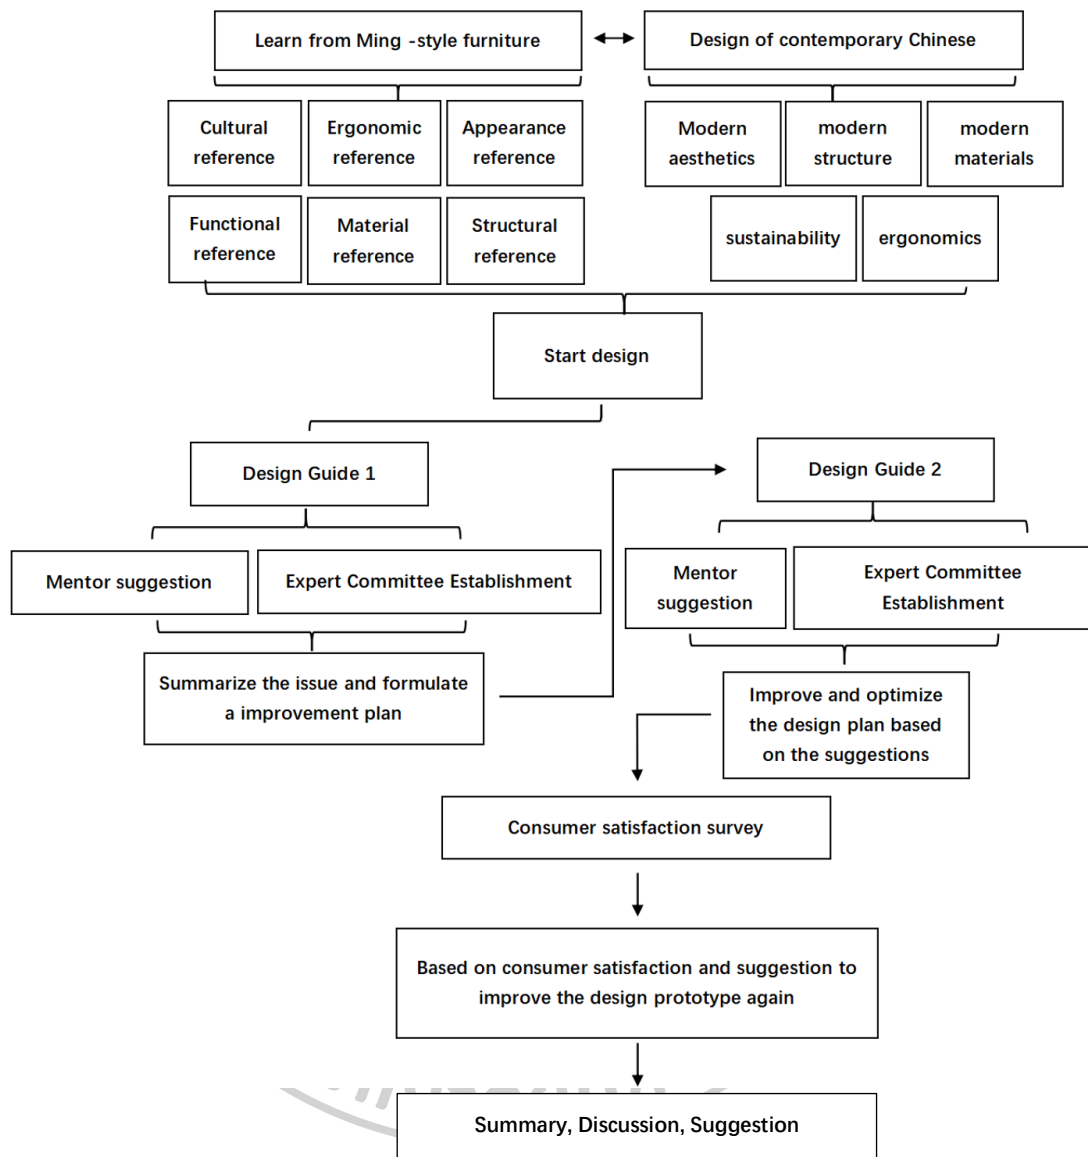 Learn from Ming -style furniture
Design of contemporary Chinese
Cultural
reference
Ergonomic
reference
Appearance
reference
Modern
aesthetics
modern
structure
modern
materials
Functional
reference
Material
reference
Structural
reference
sustainability
ergonomics
Start design
Design Guide 1
Design Guide 2
Mentor suggestion
Expert Committee Establishment
Mentor
suggestion
Expert Committee
Establishment
Summarize the issue and formulate
a improvement plan
Improve and optimize
the design plan based
on the suggestions
Consumer satisfaction survey
Based on consumer satisfaction and suggestion to
improve the design prototype again
Summary, Discussion, Suggestion